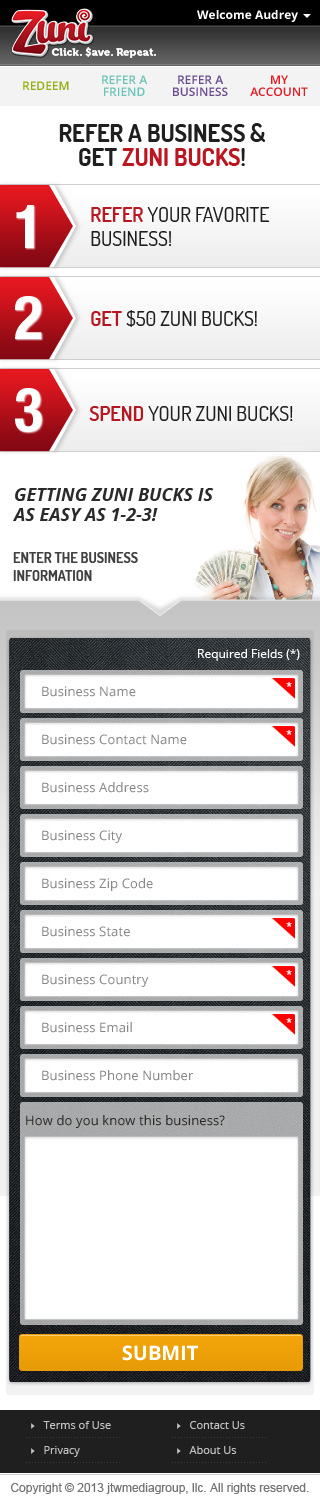 Zuni
Click. $ave. Repeat.
Welcome Audrey
REDEEM
REFER A
FRIEND
REFER A
BUSINESS
MY
ACCOUNT
REFER A BUSINESS &
GET ZUNI BUCKS!
1
REFER YOUR FAVORITE
BUSINESS!
2
GET $50 ZUNI BUCKS!
3
SPEND YOUR ZUNI BUCKS!
GETTING ZUNI BUCKS IS
AS EASY AS 1-2-3!
ENTER THE BUSINESS
INFORMATION
Required Fields (*)
Business Name *
Business Contact Name *
Business Address
Business City
Business Zip Code
Business State *
Business Country *
Business Email *
Business Phone Number
How do you know this business?
SUBMIT
Terms of Use
Contact Us
Privacy
About Us
Copyright © 2013 jtwmediagroup, llc. All rights reserved.